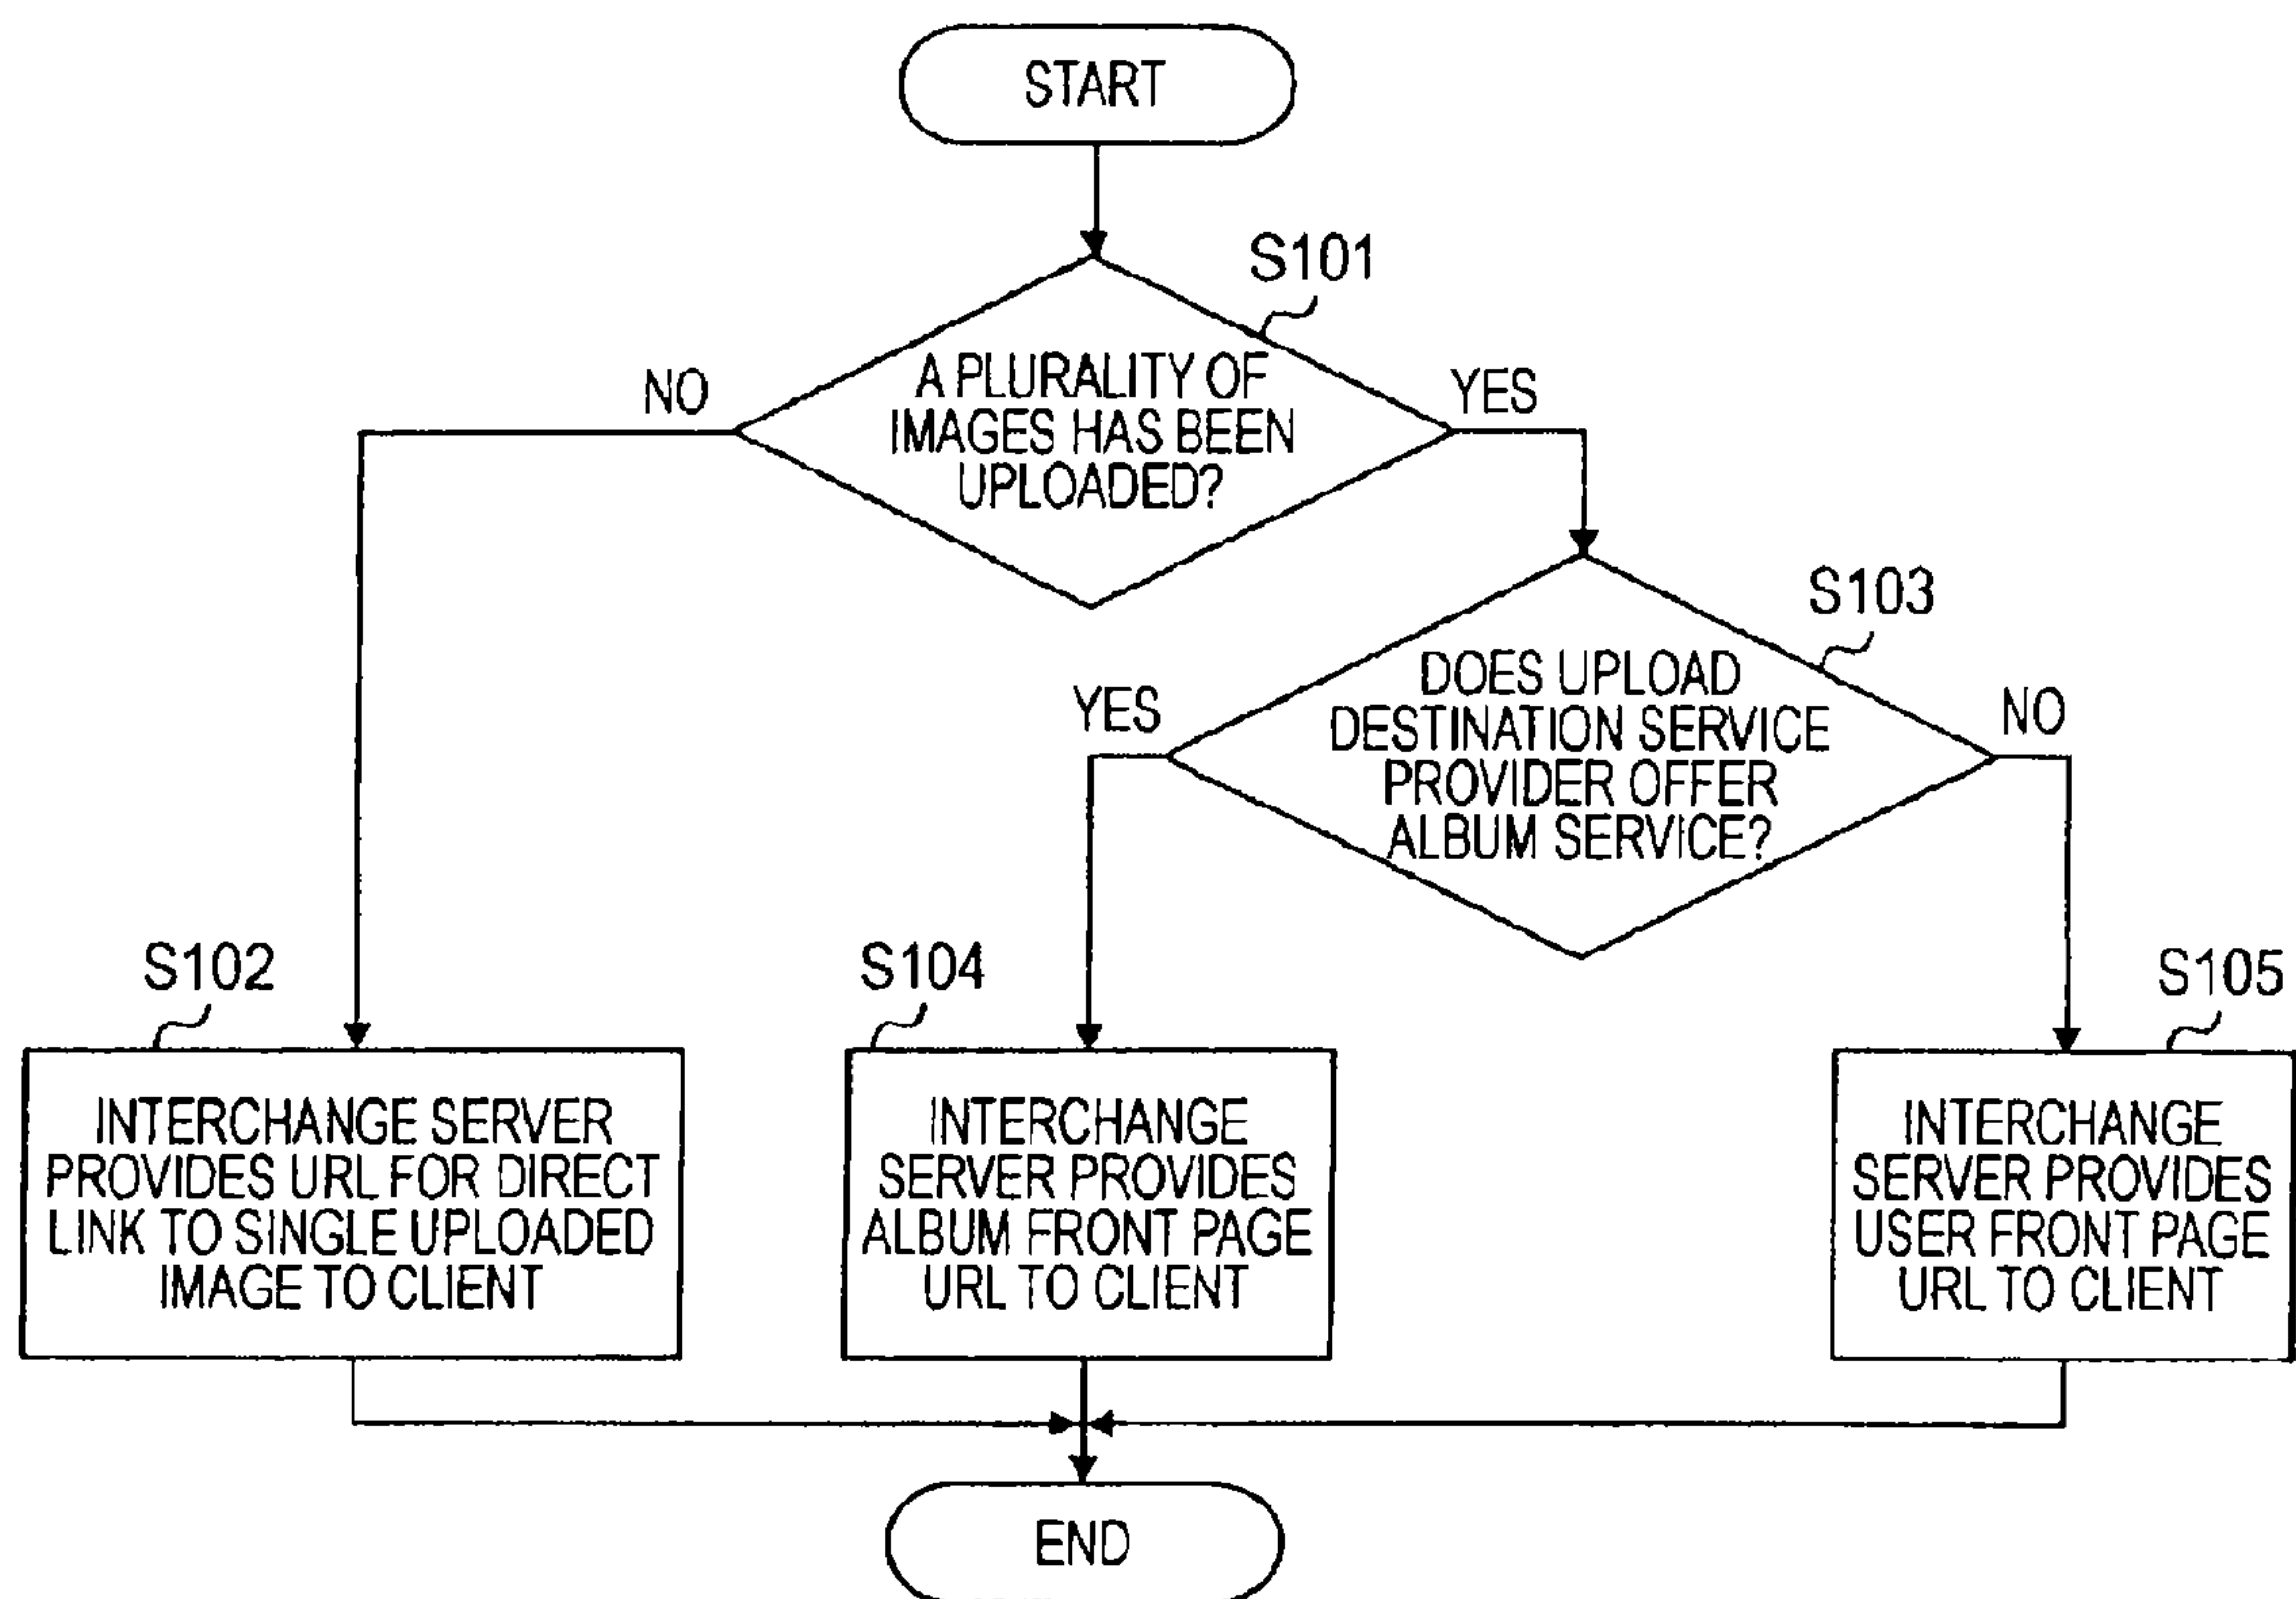 START
S101
NO
A PLURALITY OF
IMAGES HAS BEEN
UPLOADED?
YES
S103
YES
DOES UPLOAD
DESTINATION SERVICE
PROVIDER OFFER
ALBUM SERVICE?
NO
S102
INTERCHANGE SERVER
PROVIDES URL FOR DIRECT
LINK TO SINGLE UPLOADED
IMAGE TO CLIENT
S104
INTERCHANGE
SERVER PROVIDES
ALBUM FRONT PAGE
URL TO CLIENT
S105
INTERCHANGE
SERVER PROVIDES
USER FRONT PAGE
URL TO CLIENT
END